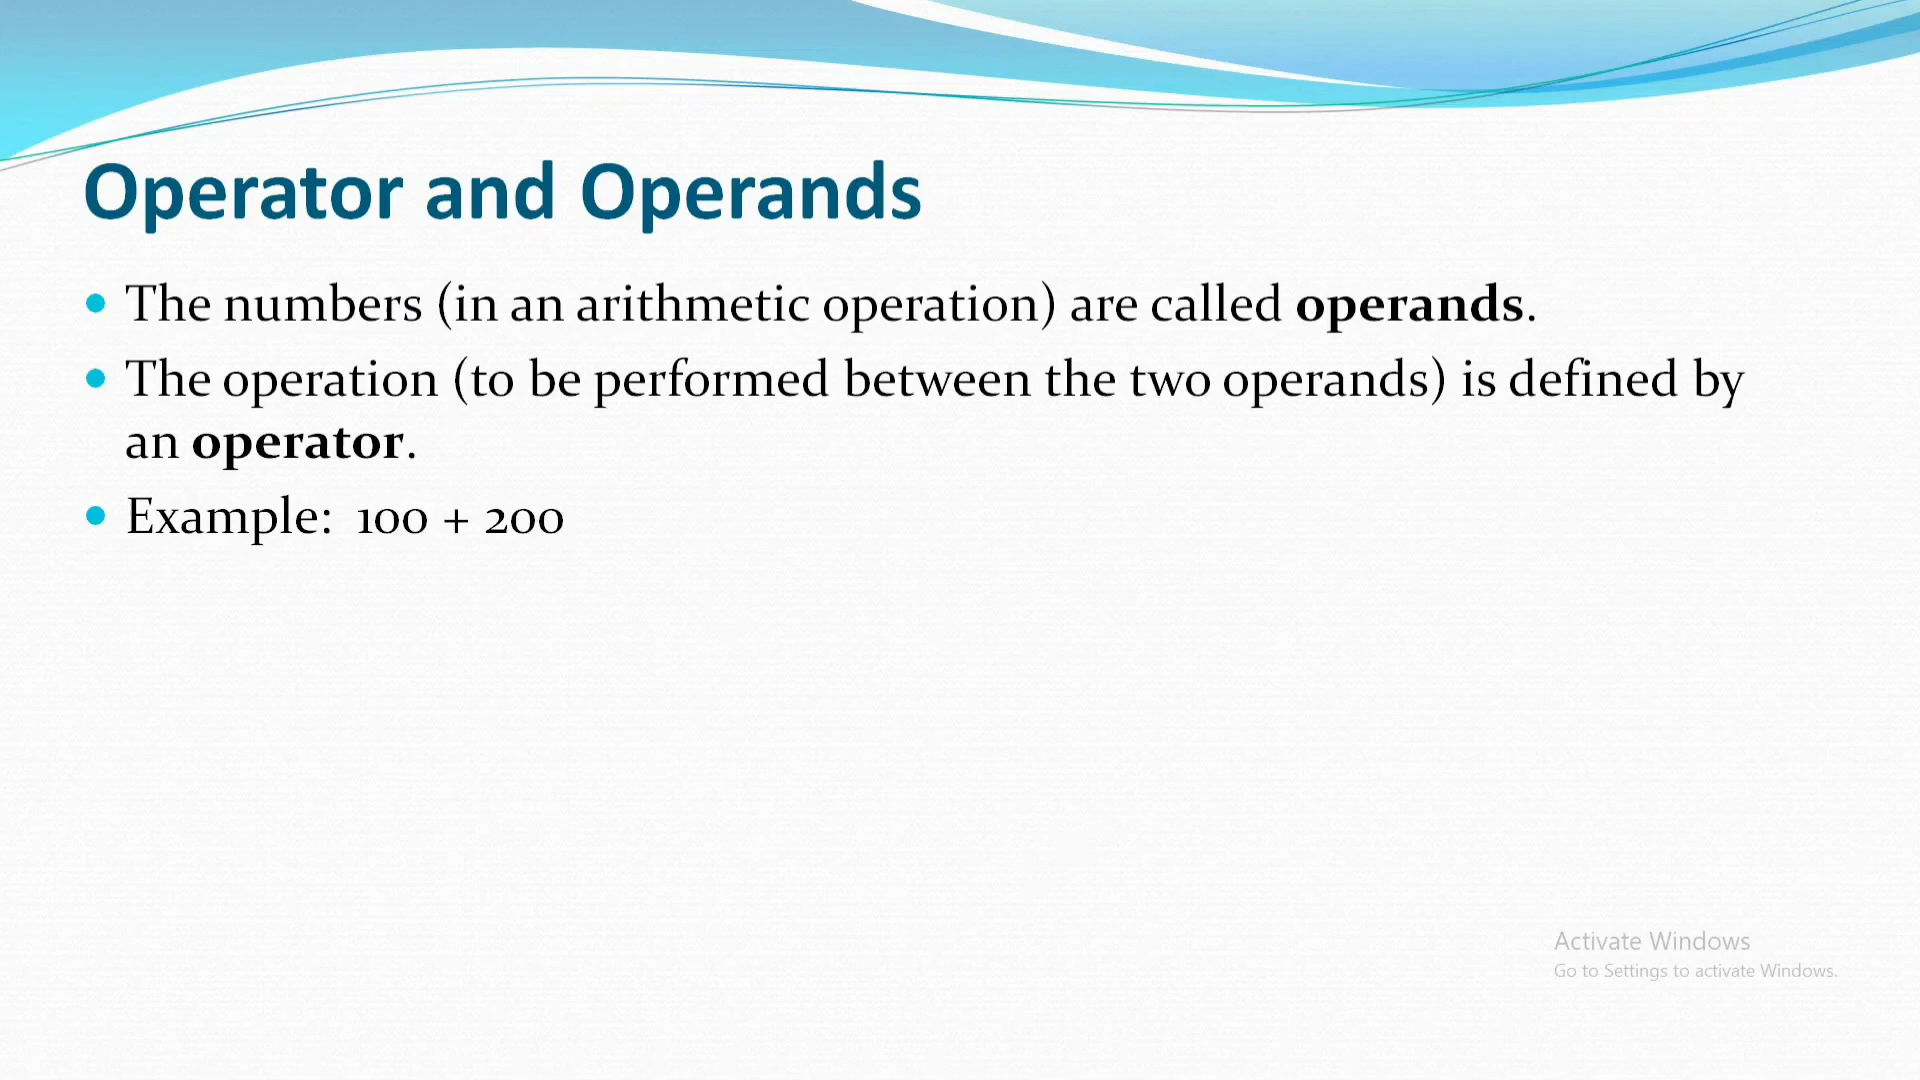 Operator and Operands
• The numbers (in an arithmetic operation) are called operands.
• The operation (to be performed between the two operands) is defined by
an operator.
• Example: 100 + 200
Activate Windows
Go to Settings to activate Windows.